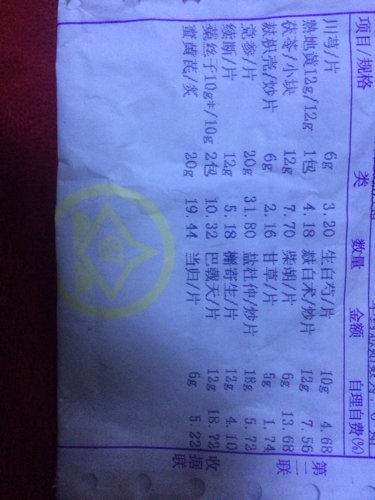 项目/规格 类 数量 金额 自理自费(%)
川芎/片 6g 3.20 生白芍/片 10g 4.68
熟地黄12g/12g 1包 4.18 麸白术/炒片 12g 7.56
茯苓/小块 12g 7.70 柴胡/片 6g 13.68
麸枳壳/炒片 6g 2.16 甘草/片 5g 1.74
党参/片 20g 31.80 盐杜仲/炒片 18g 5.73
续断/片 12g 5.18 槲寄生/片 12g 4.10
菟丝子10g*/10g 2包 10.32 巴戟天/片 12g 18.72
蜜黄芪/炙 20g 19.44 当归/片 6g 5.22
第二联
收据联